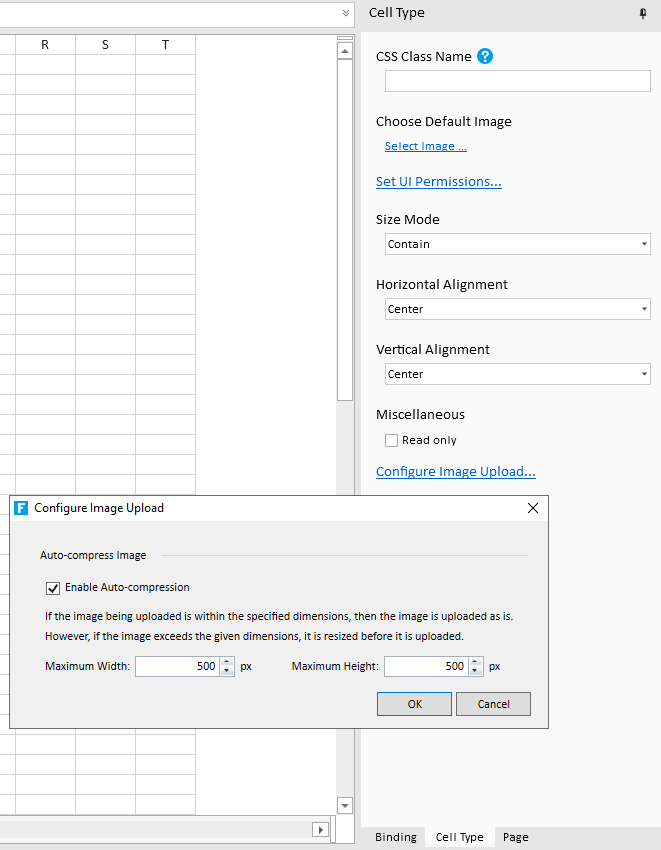 Cell Type
R S T
CSS Class Name ?
Choose Default Image
Select Image ...
Set UI Permissions...
Size Mode
Contain
Horizontal Alignment
Center
Vertical Alignment
Center
Miscellaneous
Read only
Configure Image Upload...
F Configure Image Upload
Auto-compress Image
Enable Auto-compression
If the image being uploaded is within the specified dimensions, then the image is uploaded as is.
However, if the image exceeds the given dimensions, it is resized before it is uploaded.
Maximum Width: 500 px Maximum Height: 500 px
OK Cancel
Binding Cell Type Page